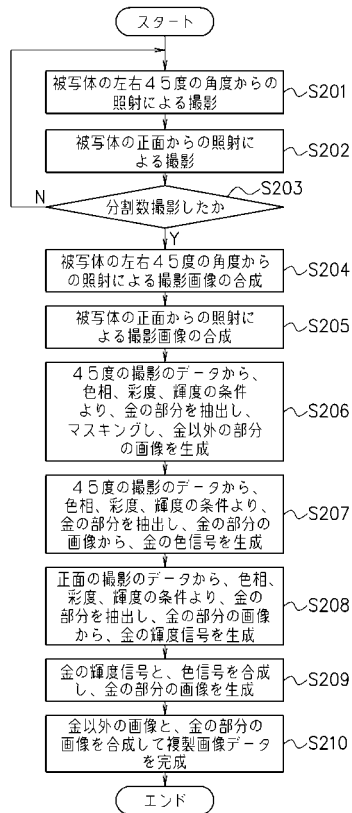 スタート
被写体の左右45度の角度からの
照射による撮影
S201
被写体の正面からの照射に
よる撮影
S202
分割数撮影したか
S203
N
Y
被写体の左右45度の角度から
の照射による撮影画像の合成
S204
被写体の正面からの照射に
よる撮影画像の合成
S205
45度の撮影のデータから、
色相、彩度、輝度の条件
より、金の部分を抽出し、
マスキングし、金以外の部分
の画像を生成
S206
45度の撮影のデータから、
色相、彩度、輝度の条件より、
金の部分を抽出し、金の部分の
画像から、金の色信号を生成
S207
正面の撮影のデータから、色相、
彩度、輝度の条件より、金の
部分を抽出し、金の部分の画像
から、金の輝度信号を生成
S208
金の輝度信号と、色信号を合成
し、金の部分の画像を生成
S209
金以外の画像と、金の部分の
画像を合成して複製画像データ
を完成
S210
エンド